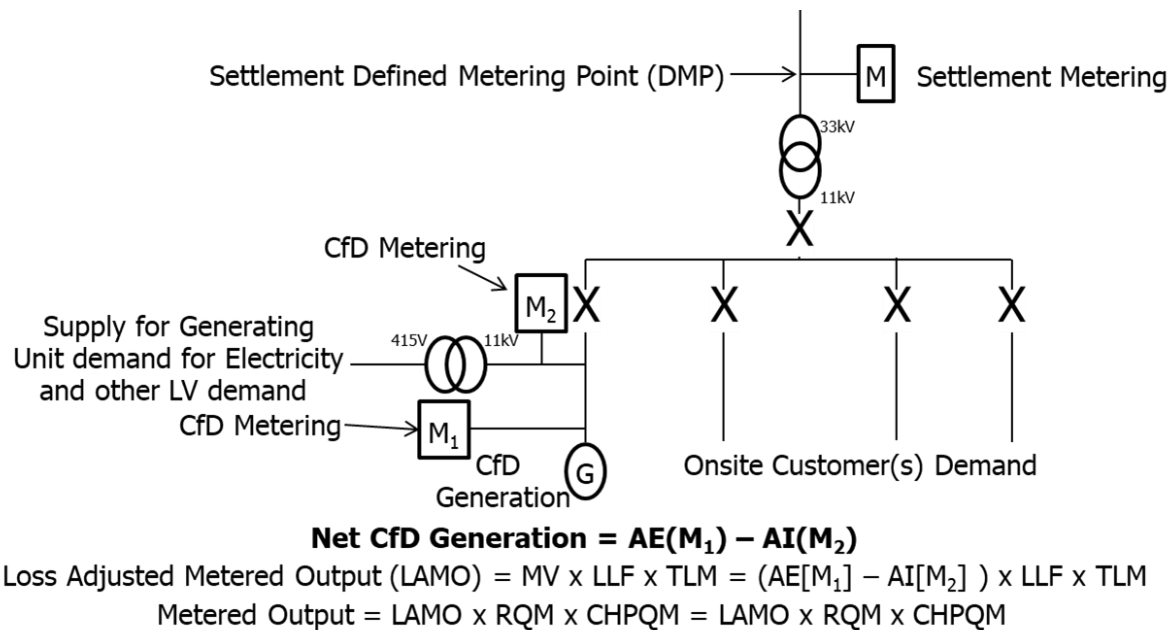 Settlement Defined Metering Point (DMP)
M
Settlement Metering
33kV
11kV
X
CfD Metering
M₂
X
X
X
X
Supply for Generating
Unit demand for Electricity
and other LV demand
415V
11kV
CfD Metering
M₁
CfD
Generation
G
Onsite Customer(s) Demand
Net CfD Generation = AE(M₁) – AI(M₂)
Loss Adjusted Metered Output (LAMO) = MV x LLF x TLM = (AE[M₁] – AI[M₂] ) x LLF x TLM
Metered Output = LAMO x RQM x CHPQM = LAMO x RQM x CHPQM